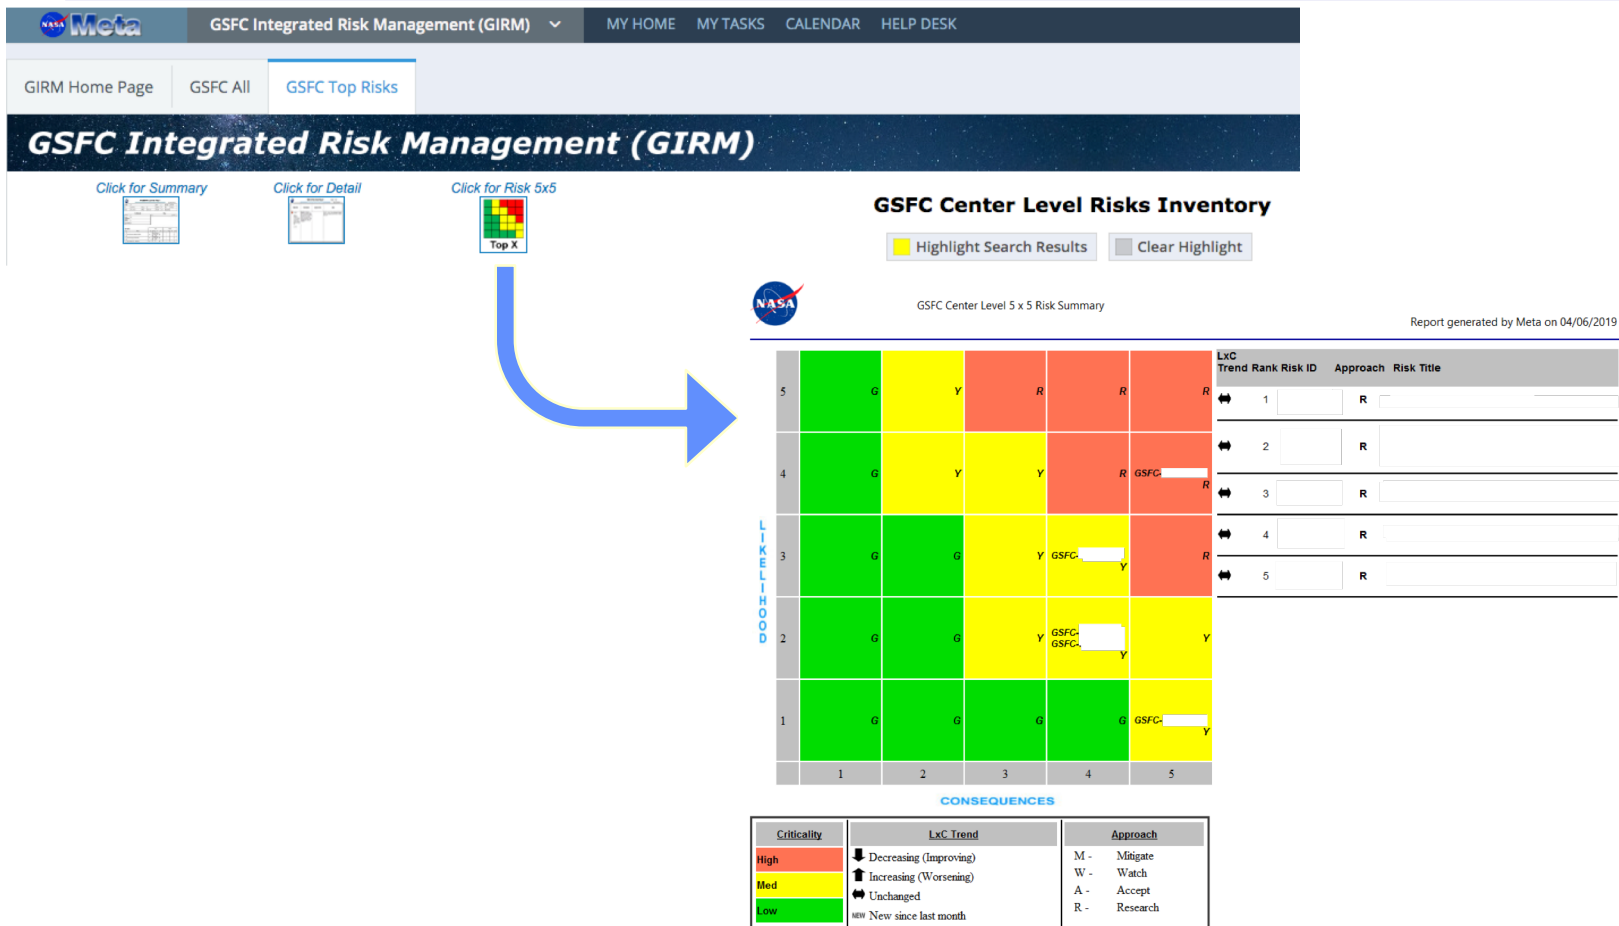 NASA Meta GSFC Integrated Risk Management (GIRM) MY HOME MY TASKS CALENDAR HELP DESK
GIRM Home Page GSFC All GSFC Top Risks
GSFC Integrated Risk Management (GIRM)
Click for Summary Click for Detail Click for Risk 5x5
Top X
GSFC Center Level Risks Inventory
Highlight Search Results Clear Highlight
NASA
GSFC Center Level 5 x 5 Risk Summary
Report generated by Meta on 04/06/2019
LxC
Trend Rank Risk ID Approach Risk Title
1 R
2 R
3 R
4 R
5 R
LIKELIHOOD
5 G Y R R R
4 G Y Y R GSFC- R
3 G G Y GSFC- Y R
2 G G Y GSFC-
GSFC- Y Y
1 G G G G GSFC- Y
1 2 3 4 5
CONSEQUENCES
Criticality LxC Trend Approach
High
Med
Low
Decreasing (Improving)
Increasing (Worsening)
Unchanged
NEW New since last month
M - Mitigate
W - Watch
A - Accept
R - Research